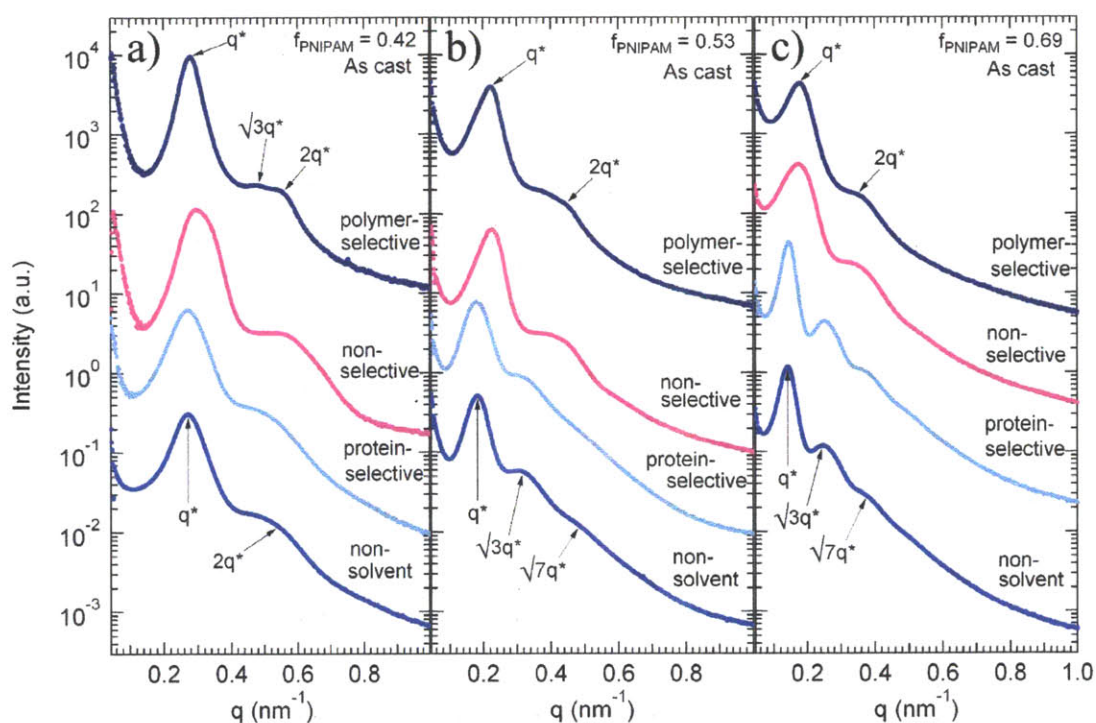 a)
f_PNIPAM = 0.42
As cast
q*
√3q*
2q*
polymer-
selective
non-
selective
protein-
selective
q*
2q*
non-
solvent
b)
f_PNIPAM = 0.53
As cast
q*
2q*
polymer-
selective
non-
selective
protein-
selective
q*
√3q*
√7q*
non-
solvent
c)
f_PNIPAM = 0.69
As cast
q*
2q*
polymer-
selective
non-
selective
protein-
selective
q*
√3q*
√7q*
non-
solvent
Intensity (a.u.)
10^4
10^3
10^2
10^1
10^0
10^-1
10^-2
10^-3
0.2 0.4 0.6 0.8
0.2 0.4 0.6 0.8
0.2 0.4 0.6 0.8 1.0
q (nm^-1)
q (nm^-1)
q (nm^-1)